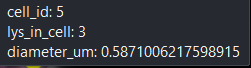 cell_id: 5
lys_in_cell: 3
diameter_um: 0.5871006217598915